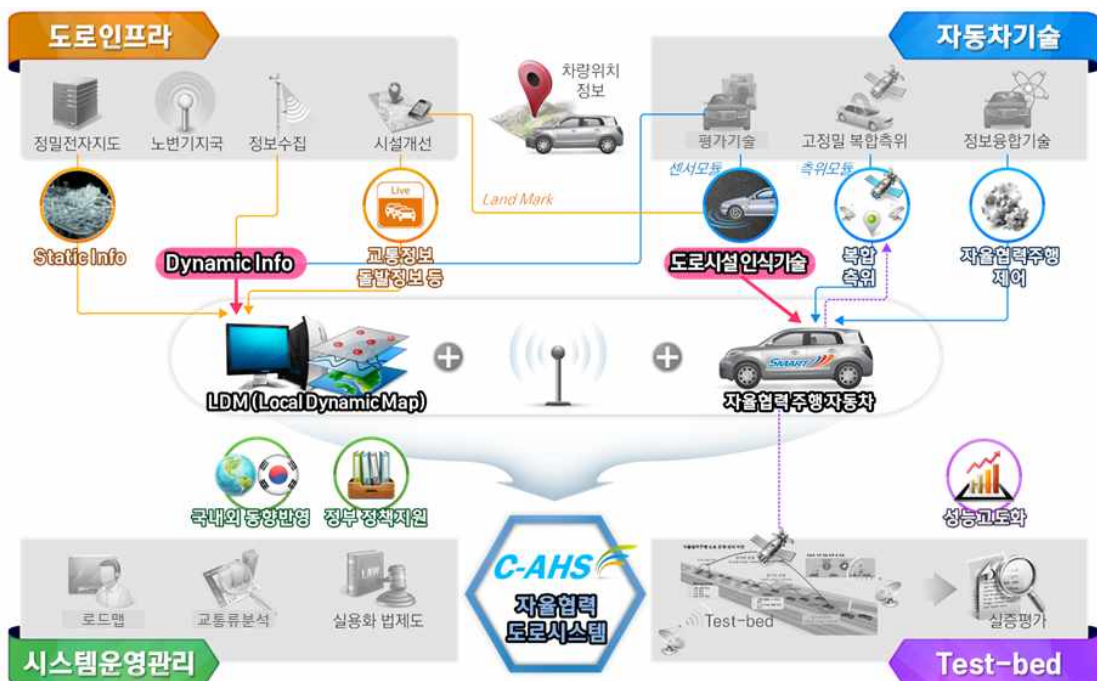 도로인프라
자동차기술
정밀전자지도
노변기지국
정보수집
시설개선
차량위치
정보
평가기술
고정밀 복합측위
정보융합기술
센서모듈
측위모듈
Live
Land Mark
Static Info
Dynamic Info
교통정보
돌발정보 등
도로시설 인식기술
복합
측위
자율협력주행
제어
SMART
LDM (Local Dynamic Map)
자율협력 주행 자동차
국내외 동향반영
정부 정책지원
성능고도화
C-AHS
자율협력
도로시스템
LAW
로드맵
교통류분석
실용화 법제도
Test-bed
실증평가
시스템운영관리
Test-bed